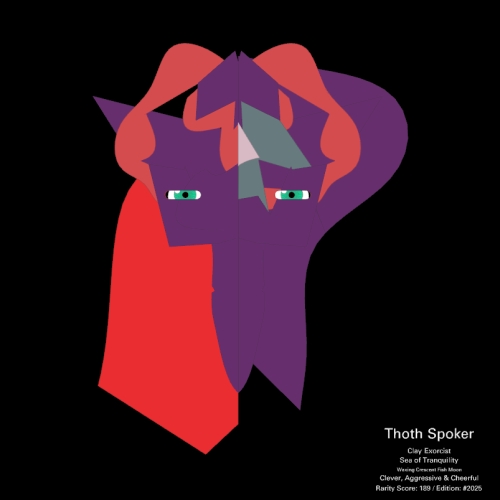 Thoth Spoker
Clay Exorcist
Sea of Tranquility
Waxing Crescent Fish Moon
Clever, Aggressive & Cheerful
Rarity Score: 189 / Edition: #2025